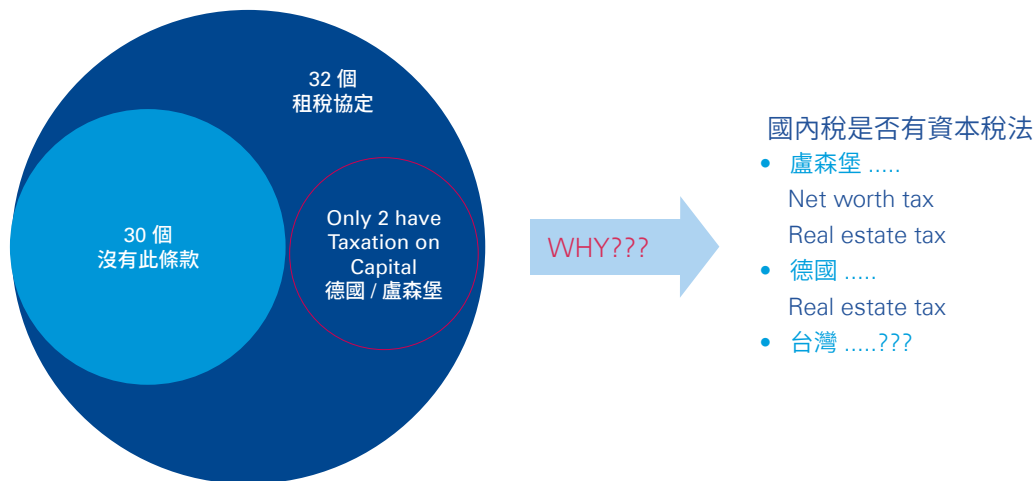 32 個
租稅協定
30 個
沒有此條款
Only 2 have
Taxation on
Capital
德國 / 盧森堡
WHY???
國內稅是否有資本稅法
• 盧森堡 .....
Net worth tax
Real estate tax
• 德國 .....
Real estate tax
• 台灣 .....???